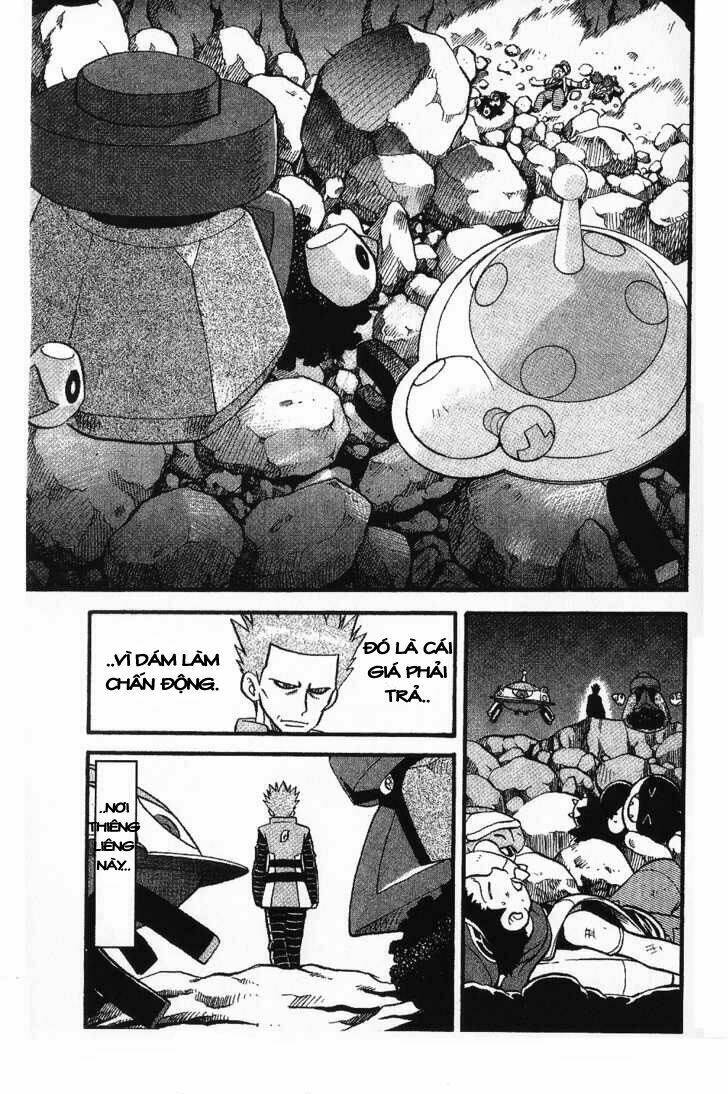 ĐÓ LÀ CÁI
GIÁ PHẢI
TRẢ..
..VÌ DÁM LÀM
CHẤN ĐỘNG.
..NƠI
THIÊNG
LIÊNG
NÀY...